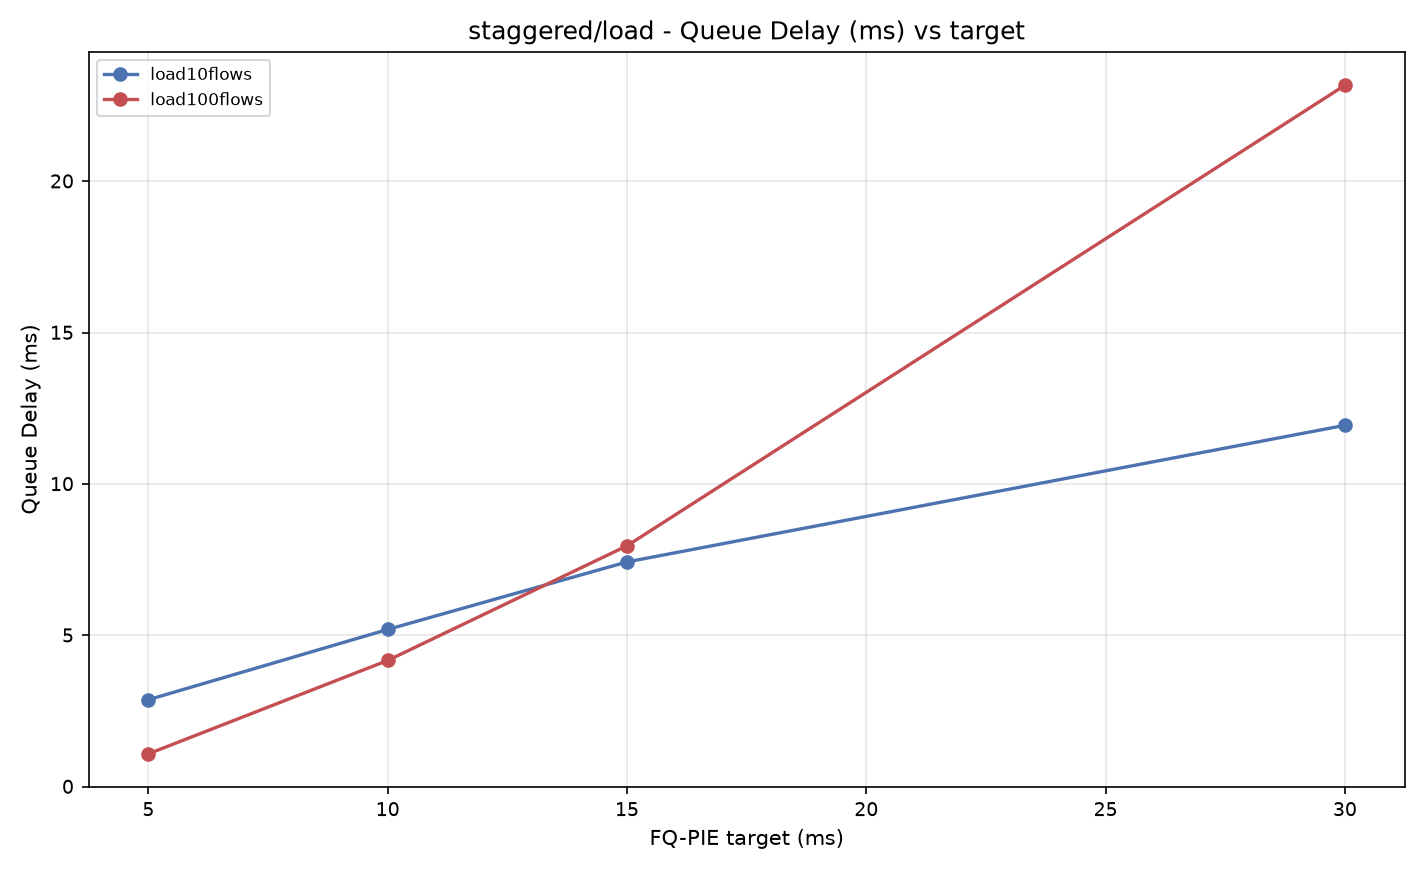 staggered/load - Queue Delay (ms) vs target
load10flows
load100flows
Queue Delay (ms)
20
15
10
5
0
5 10 15 20 25 30
FQ-PIE target (ms)